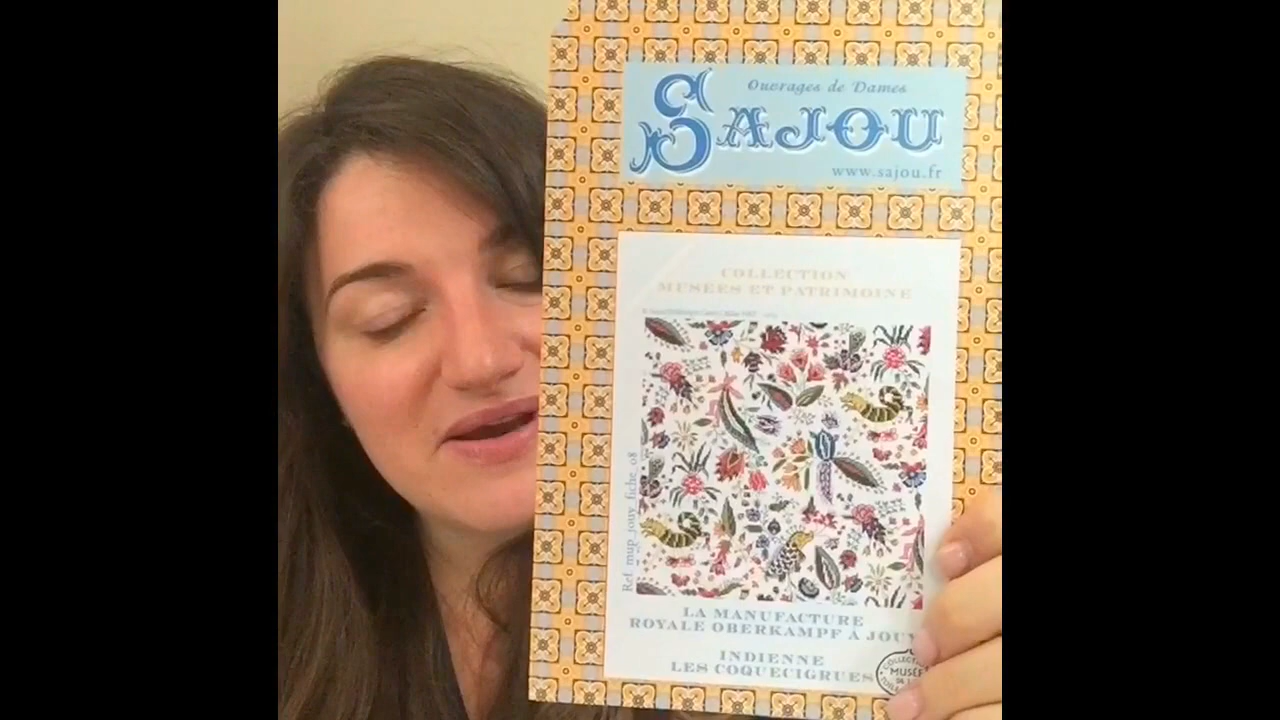 Ouvrages de Dames
SAJOU
www.sajou.fr
COLLECTION
MUSÉES ET PATRIMOINE
Ref. mup_jouy_fiche_08
LA MANUFACTURE
ROYALE OBERKAMPF À JOUY
INDIENNE
LES COQUECIGRUES
MUSÉE